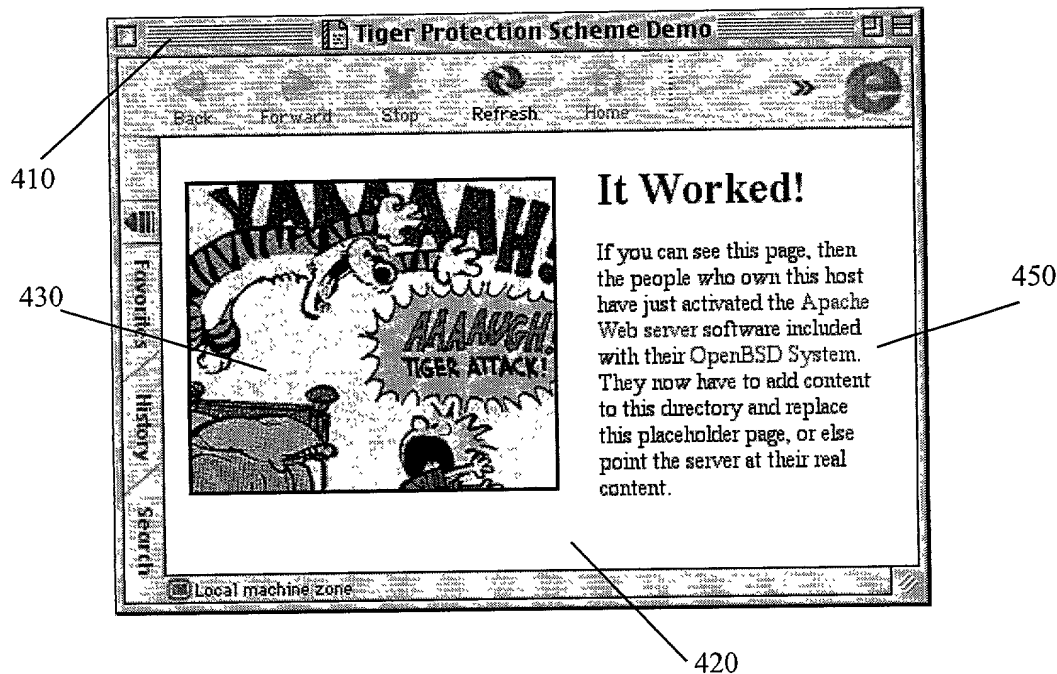 Tiger Protection Scheme Demo
Back Forward Stop Refresh Home »
410
YAAAAAH!
It Worked!
If you can see this page, then
the people who own this host
have just activated the Apache
Web server software included
with their OpenBSD System.
They now have to add content
to this directory and replace
this placeholder page, or else
point the server at their real
content.
Favorites
History
Search
430
450
AAAAUGH!
TIGER ATTACK!
Local machine zone
420